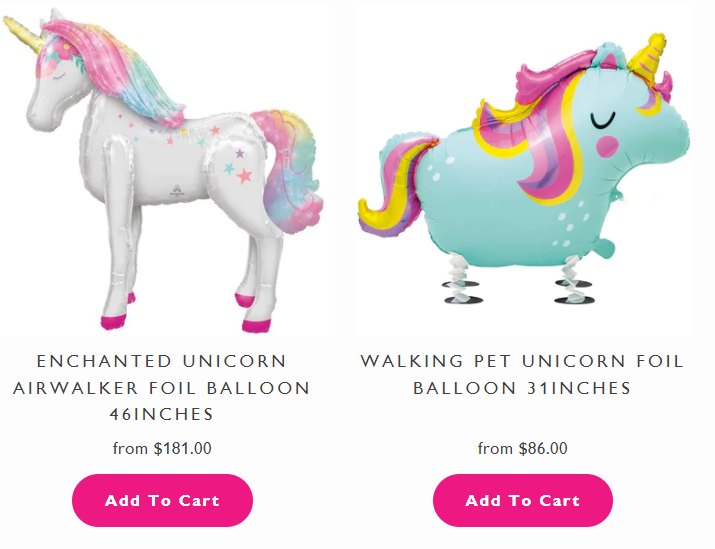 ENCHANTED UNICORN
AIRWALKER FOIL BALLOON
46INCHES
from $181.00
Add To Cart
WALKING PET UNICORN FOIL
BALLOON 31INCHES
from $86.00
Add To Cart